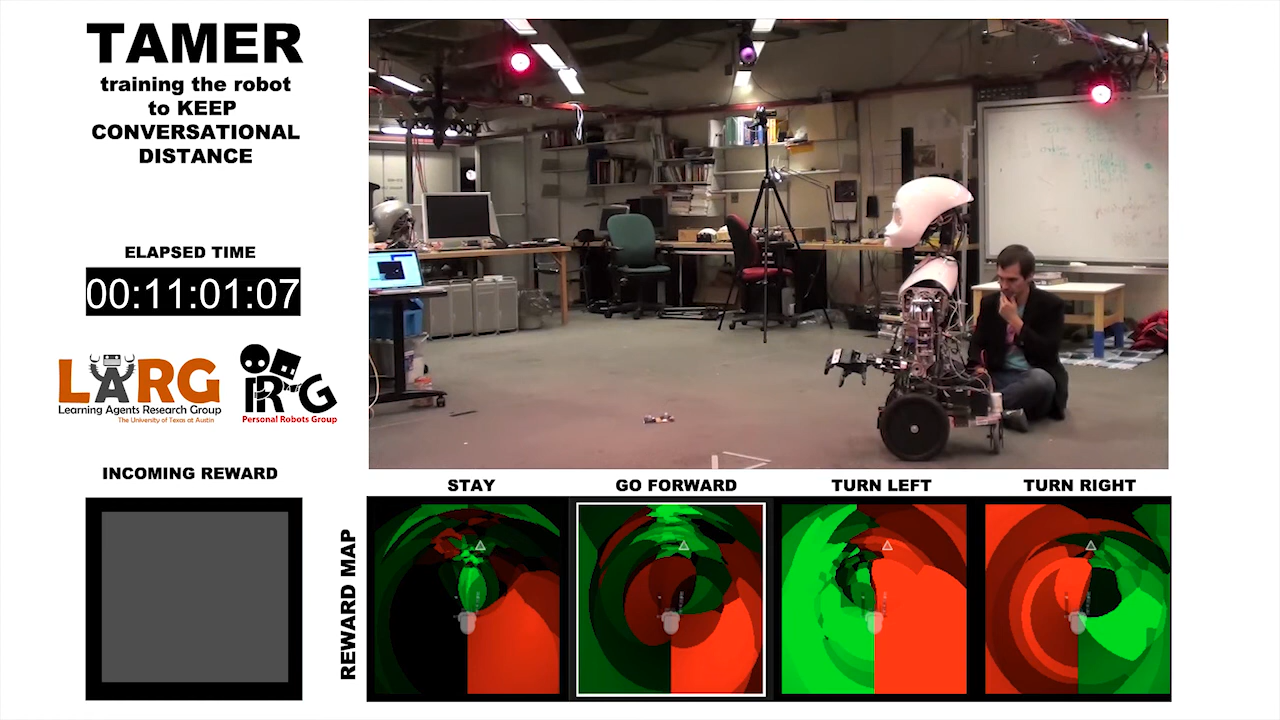 TAMER
training the robot
to KEEP
CONVERSATIONAL
DISTANCE
ELAPSED TIME
00:11:01:07
LARG
Learning Agents Research Group
The University of Texas at Austin
PRG
Personal Robots Group
INCOMING REWARD
REWARD MAP
STAY
GO FORWARD
TURN LEFT
TURN RIGHT